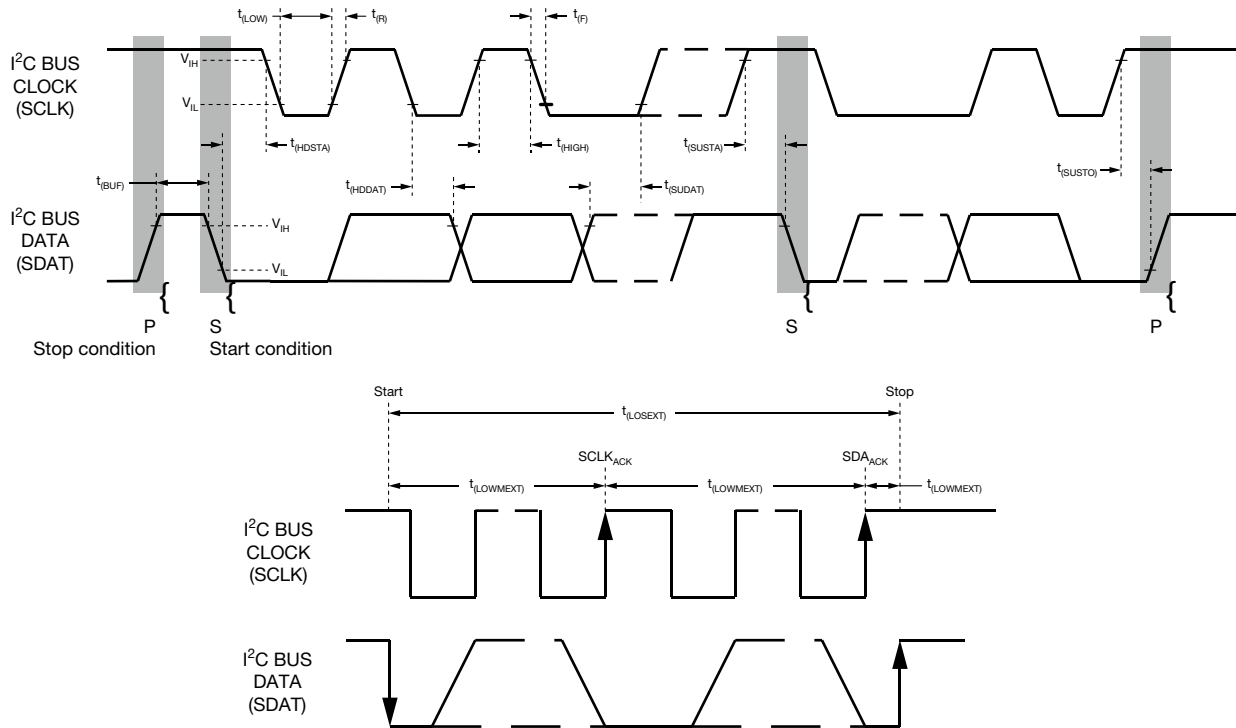 t(LOW) t(R) t(F)
I²C BUS
CLOCK
(SCLK)
VIH
VIL
t(HDSTA) t(HIGH) t(SUSTA)
t(BUF) t(HDDAT) t(SUDAT) t(SUSTO)
I²C BUS
DATA
(SDAT)
VIH
VIL
{ { { {
P S S P
Stop condition Start condition
Start Stop
t(LOSEXT)
SCLKACK SDAACK
t(LOWMEXT) t(LOWMEXT) t(LOWMEXT)
I²C BUS
CLOCK
(SCLK)
I²C BUS
DATA
(SDAT)